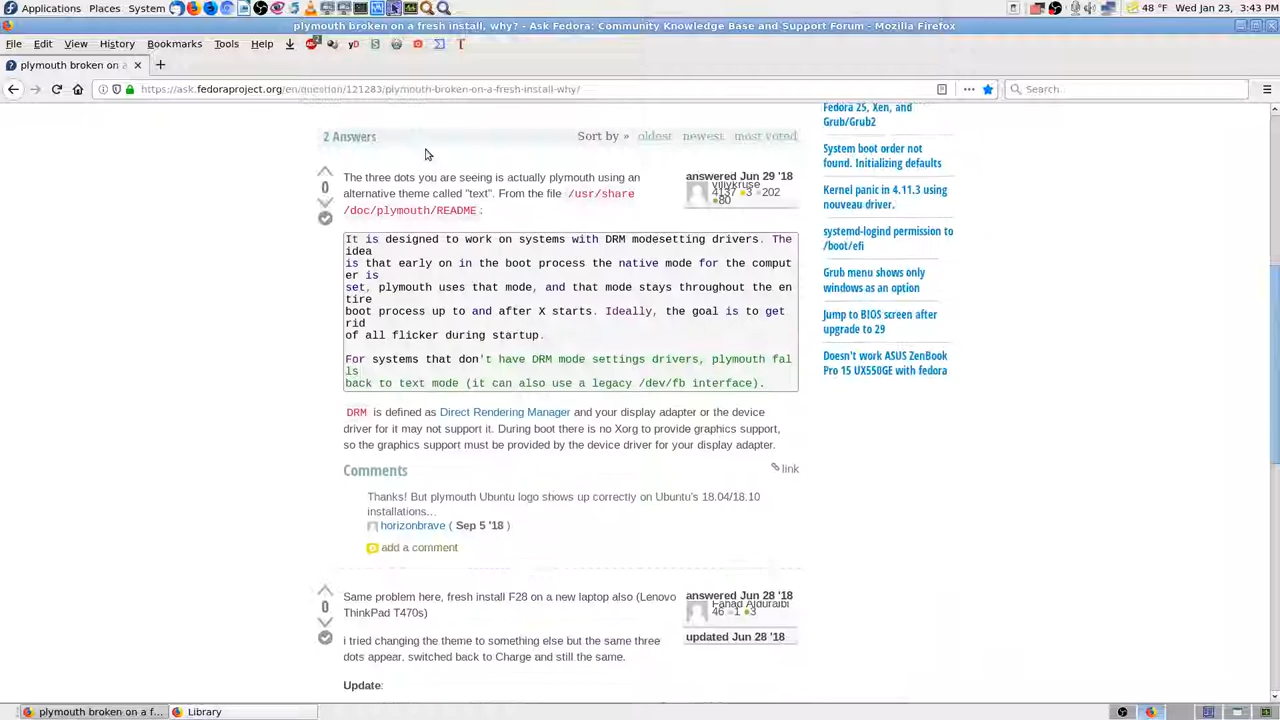 Applications Places System 48 °F Wed Jan 23, 3:43 PM
plymouth broken on a fresh install, why? - Ask Fedora: Community Knowledge Base and Support Forum - Mozilla Firefox
File Edit View History Bookmarks Tools Help
plymouth broken on a
https://ask.fedoraproject.org/en/question/121283/plymouth-broken-on-a-fresh-install-why/
Search...
2 Answers Sort by » oldest newest most voted
0
The three dots you are seeing is actually plymouth using an
alternative theme called "text". From the file /usr/share
/doc/plymouth/README:
answered Jun 29 '18
villykruse
4137 3 202
80
It is designed to work on systems with DRM modesetting drivers. The
idea
is that early on in the boot process the native mode for the comput
er is
set, plymouth uses that mode, and that mode stays throughout the en
tire
boot process up to and after X starts. Ideally, the goal is to get
rid
of all flicker during startup.
For systems that don't have DRM mode settings drivers, plymouth fal
ls
back to text mode (it can also use a legacy /dev/fb interface).
DRM is defined as Direct Rendering Manager and your display adapter or the device
driver for it may not support it. During boot there is no Xorg to provide graphics support,
so the graphics support must be provided by the device driver for your display adapter.
Comments link
Thanks! But plymouth Ubuntu logo shows up correctly on Ubuntu's 18.04/18.10
installations...
horizonbrave ( Sep 5 '18 )
add a comment
0
Same problem here, fresh install F28 on a new laptop also (Lenovo
ThinkPad T470s)
answered Jun 28 '18
Fahad Alduraibi
46 1 3
updated Jun 28 '18
i tried changing the theme to something else but the same three
dots appear, switched back to Charge and still the same.
Update:
Fedora 25, Xen, and
Grub/Grub2
System boot order not
found. Initializing defaults
Kernel panic in 4.11.3 using
nouveau driver.
systemd-logind permission to
/boot/efi
Grub menu shows only
windows as an option
Jump to BIOS screen after
upgrade to 29
Doesn't work ASUS ZenBook
Pro 15 UX550GE with fedora
plymouth broken on a f... Library